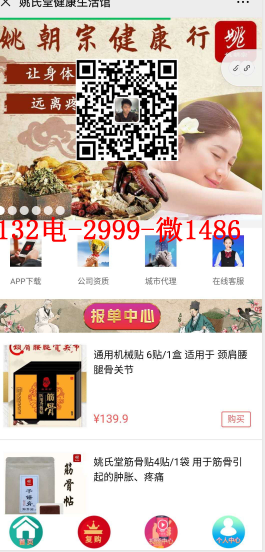 姚氏堂健康生活馆
姚朝宗健康行
姚
让身体
远离疼
132电-2999-微1486
APP下载
公司资质
城市代理
在线客服
报单中心
通用机械贴 6贴/1盒 适用于 颈肩腰
腿骨关节
筋骨
¥139.9
购买
姚氏堂筋骨贴4贴/1袋 用于筋骨引
起的肿胀、疼痛
筋骨帖
首页
复购
个人中心